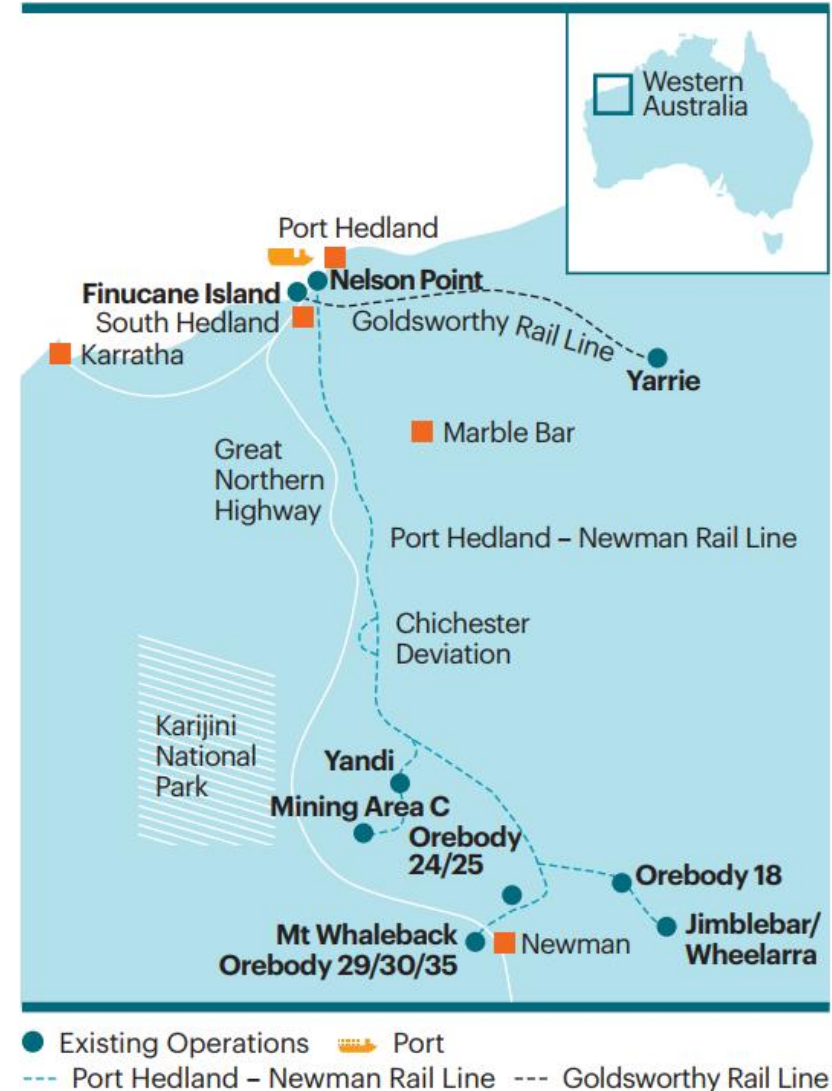 Western
Australia
Port Hedland
Nelson Point
Finucane Island
South Hedland
Goldsworthy Rail Line
Karratha
Yarrie
Marble Bar
Great
Northern
Highway
Port Hedland – Newman Rail Line
Chichester
Deviation
Karijini
National
Park
Yandi
Mining Area C
Orebody
24/25
Orebody 18
Jimblebar/
Wheelarra
Mt Whaleback
Orebody 29/30/35
Newman
Existing Operations
Port
Port Hedland – Newman Rail Line
Goldsworthy Rail Line